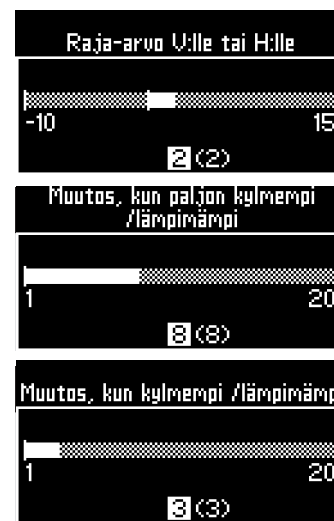 Raja-arvo V:lle tai H:lle
-10 15
2 (2)
Muutos, kun paljon kylmempi
/lämpimämpi
1 20
8 (8)
Muutos, kun kylmempi /lämpimämp
1 20
3 (3)